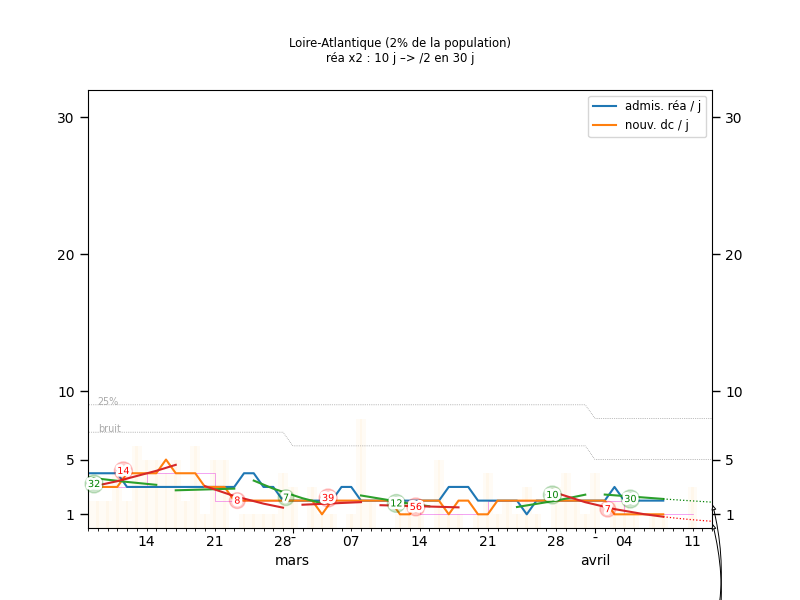 Loire-Atlantique (2% de la population)
réa x2 : 10 j –> /2 en 30 j
admis. réa / j
nouv. dc / j
30 30
20 20
10 10
25%
bruit
5 5
14
32
8
7
39
12
56
10
7
30
1 1
14 21 28 07 14 21 28 04 11
mars avril